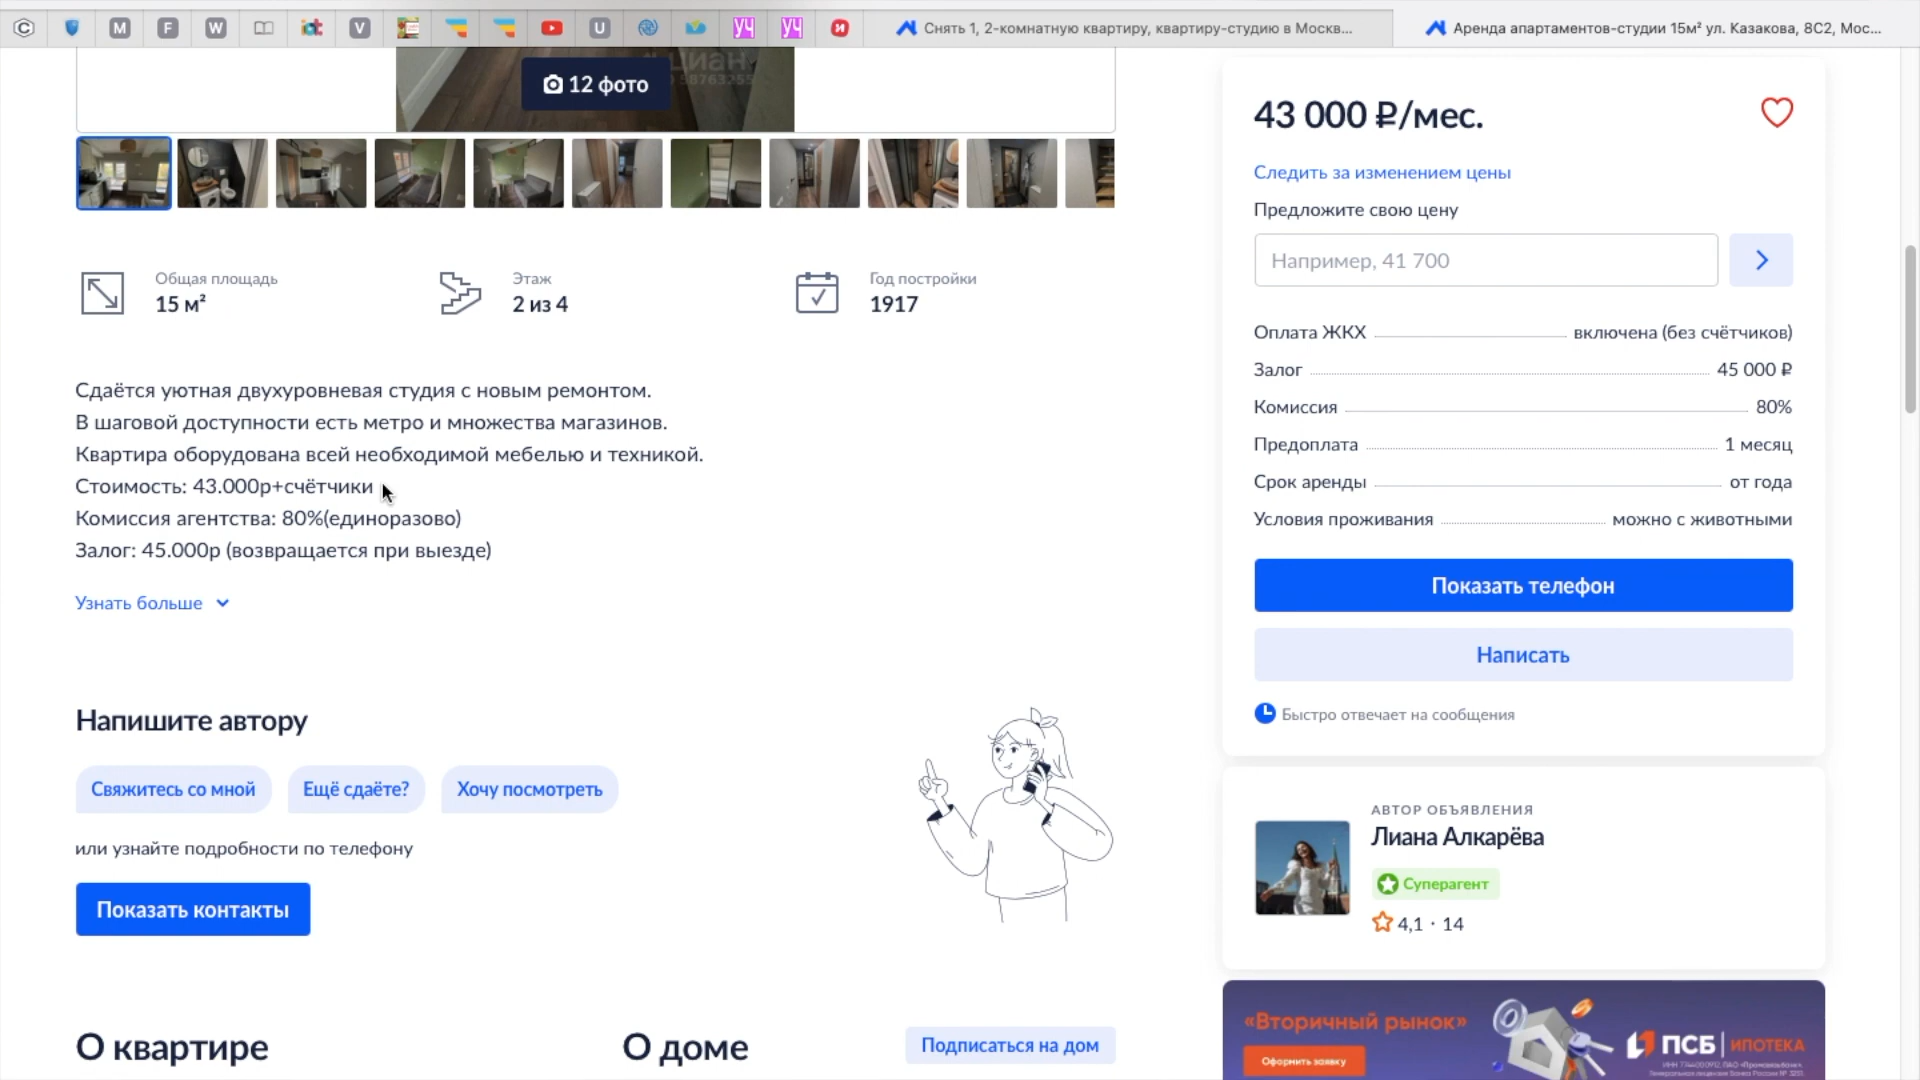 Снять 1, 2-комнатную квартиру, квартиру-студию в Москв...
Аренда апартаментов-студии 15м² ул. Казакова, 8С2, Мос...
12 фото
Общая площадь
15 м²
Этаж
2 из 4
Год постройки
1917
Сдаётся уютная двухуровневая студия с новым ремонтом.
В шаговой доступности есть метро и множества магазинов.
Квартира оборудована всей необходимой мебелью и техникой.
Стоимость: 43.000р+счётчики
Комиссия агентства: 80%(единоразово)
Залог: 45.000р (возвращается при выезде)
Узнать больше
Напишите автору
Свяжитесь со мной
Ещё сдаёте?
Хочу посмотреть
или узнайте подробности по телефону
Показать контакты
О квартире
О доме
Подписаться на дом
43 000 ₽/мес.
Следить за изменением цены
Предложите свою цену
Например, 41 700
Оплата ЖКХ включена (без счётчиков)
Залог 45 000 ₽
Комиссия 80%
Предоплата 1 месяц
Срок аренды от года
Условия проживания можно с животными
Показать телефон
Написать
Быстро отвечает на сообщения
АВТОР ОБЪЯВЛЕНИЯ
Лиана Алкарёва
Суперагент
4,1 · 14
«Вторичный рынок»
Оформить заявку
ПСБ | ИПОТЕКА